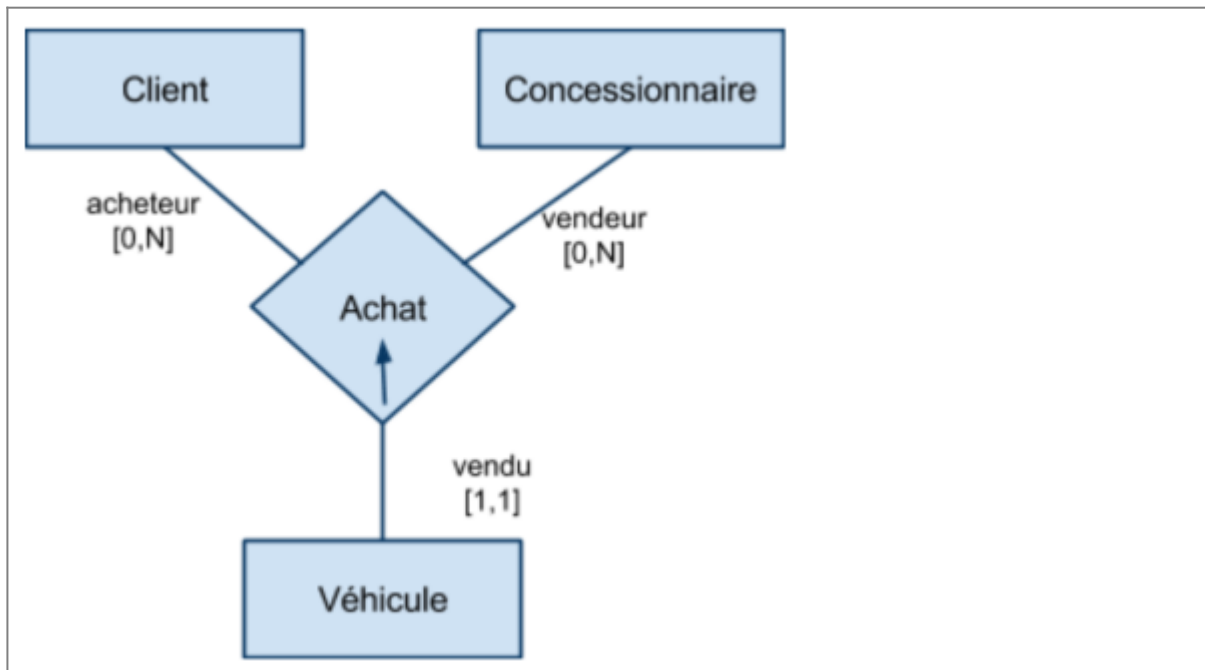 Client
Concessionnaire
acheteur
[0,N]
vendeur
[0,N]
Achat
vendu
[1,1]
Véhicule